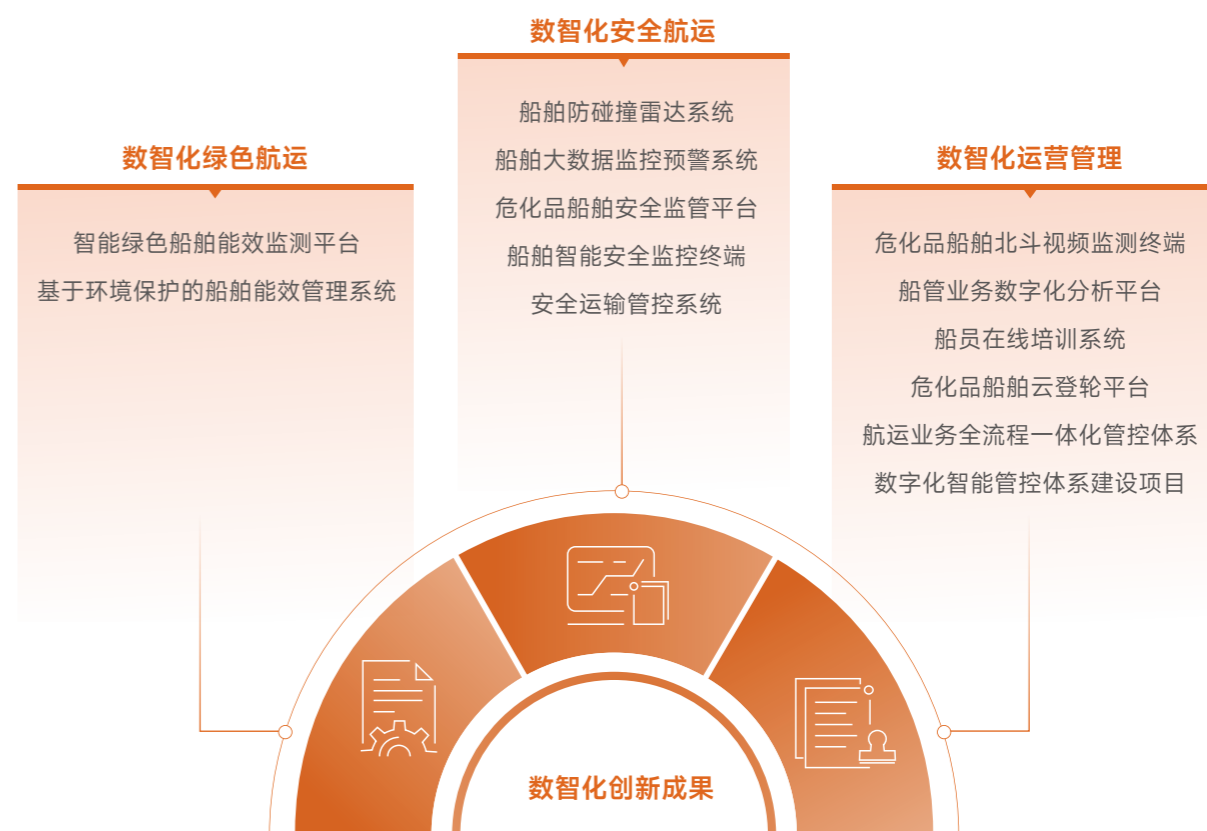 数智化绿色航运
智能绿色船舶能效监测平台
基于环境保护的船舶能效管理系统
数智化安全航运
船舶防碰撞雷达系统
船舶大数据监控预警系统
危化品船舶安全监管平台
船舶智能安全监控终端
安全运输管控系统
数智化运营管理
危化品船舶北斗视频监测终端
船管业务数字化分析平台
船员在线培训系统
危化品船舶云登轮平台
航运业务全流程一体化管控体系
数字化智能管控体系建设项目
数智化创新成果